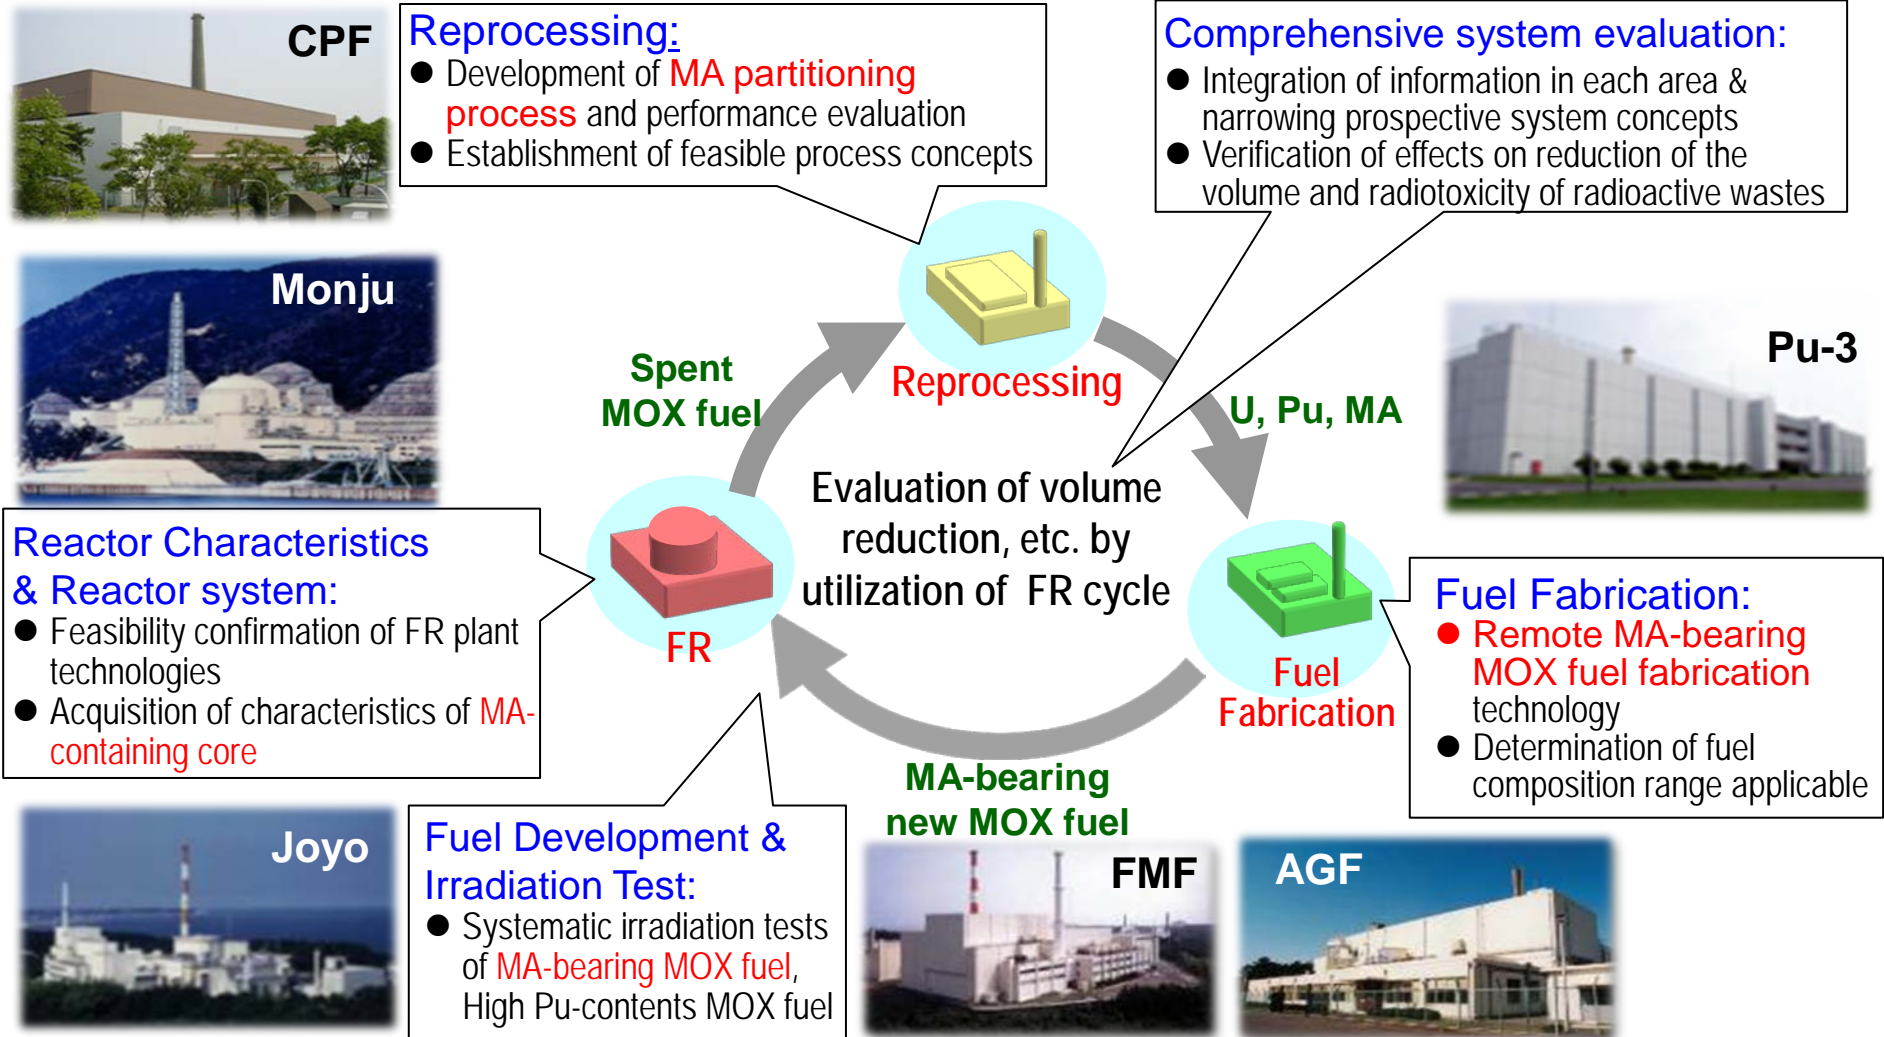 CPF
Reprocessing:
● Development of MA partitioning
process and performance evaluation
● Establishment of feasible process concepts
Comprehensive system evaluation:
● Integration of information in each area &
narrowing prospective system concepts
● Verification of effects on reduction of the
volume and radiotoxicity of radioactive wastes
Monju
Pu-3
Spent
MOX fuel
Reprocessing
U, Pu, MA
Evaluation of volume
reduction, etc. by
utilization of FR cycle
FR
Fuel
Fabrication
MA-bearing
new MOX fuel
Reactor Characteristics
& Reactor system:
● Feasibility confirmation of FR plant
technologies
● Acquisition of characteristics of MA-
containing core
Fuel Fabrication:
● Remote MA-bearing
MOX fuel fabrication
technology
● Determination of fuel
composition range applicable
Joyo
Fuel Development &
Irradiation Test:
● Systematic irradiation tests
of MA-bearing MOX fuel,
High Pu-contents MOX fuel
FMF
AGF